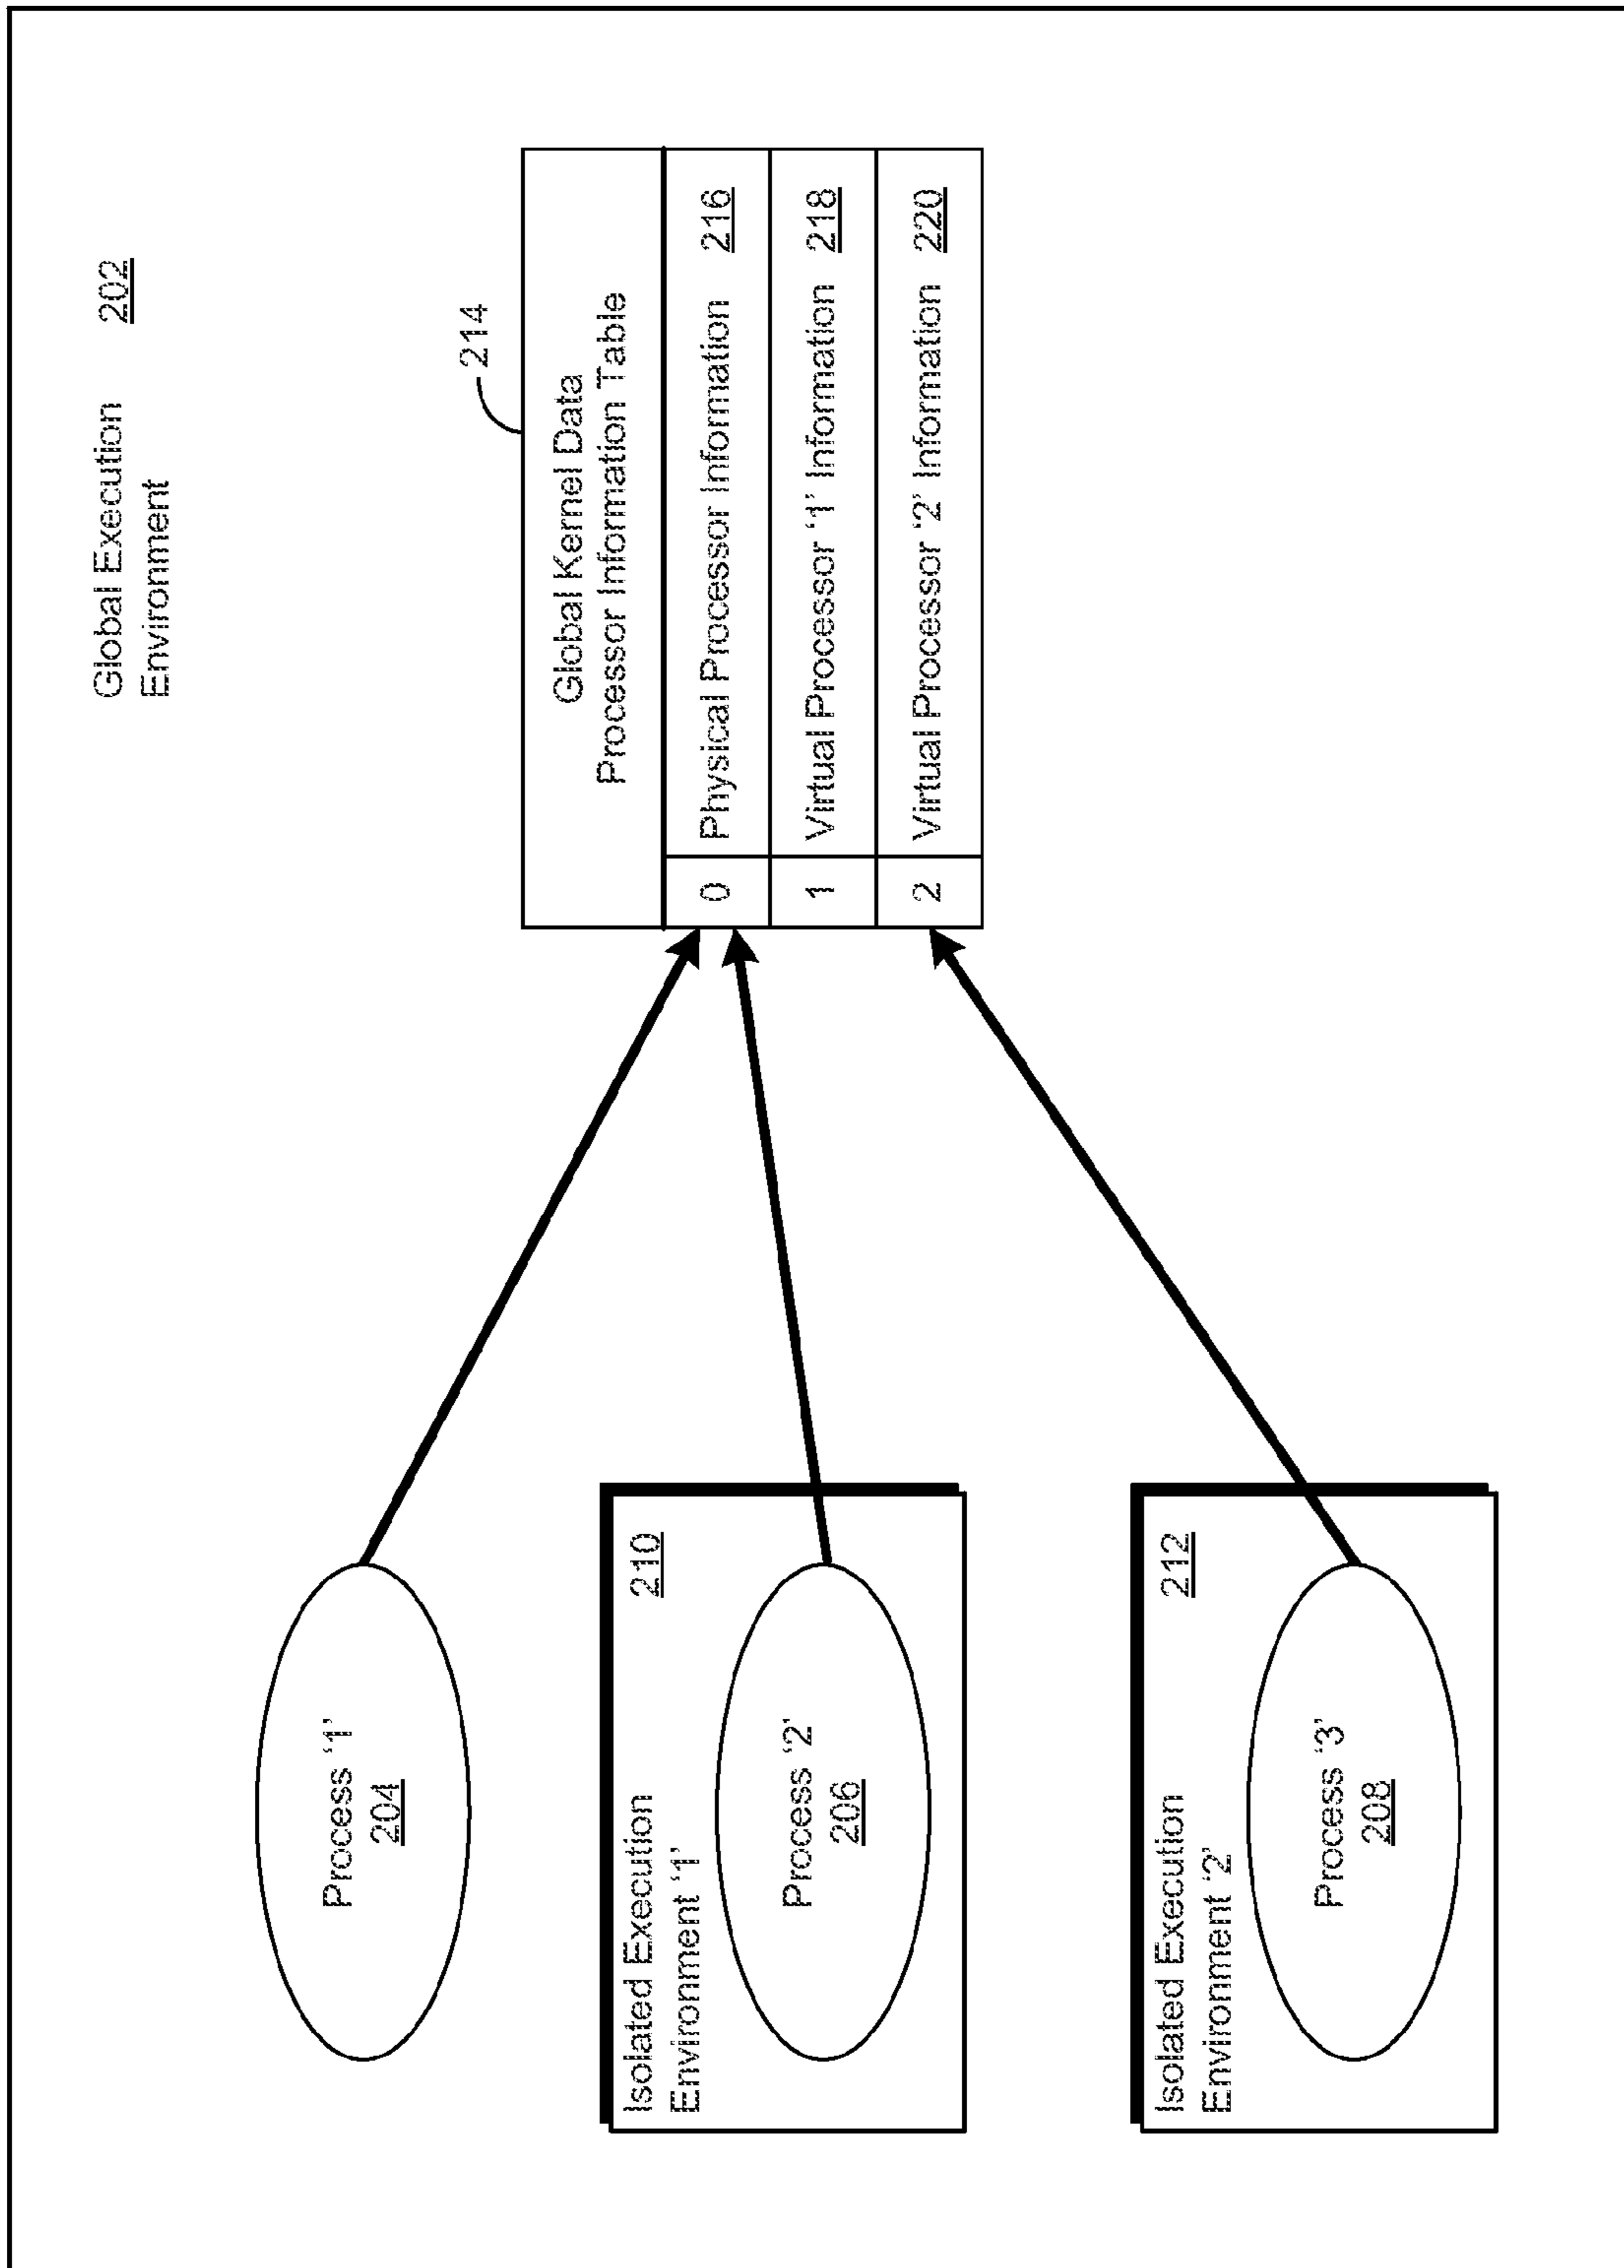 Global Execution 202
Environment
214
Global Kernel Data
Processor Information Table
0 Physical Processor Information 216
1 Virtual Processor '1' Information 218
2 Virtual Processor '2' Information 220
Process '1'
204
Isolated Execution 210
Environment '1'
Process '2'
206
Isolated Execution 212
Environment '2'
Process '3'
208